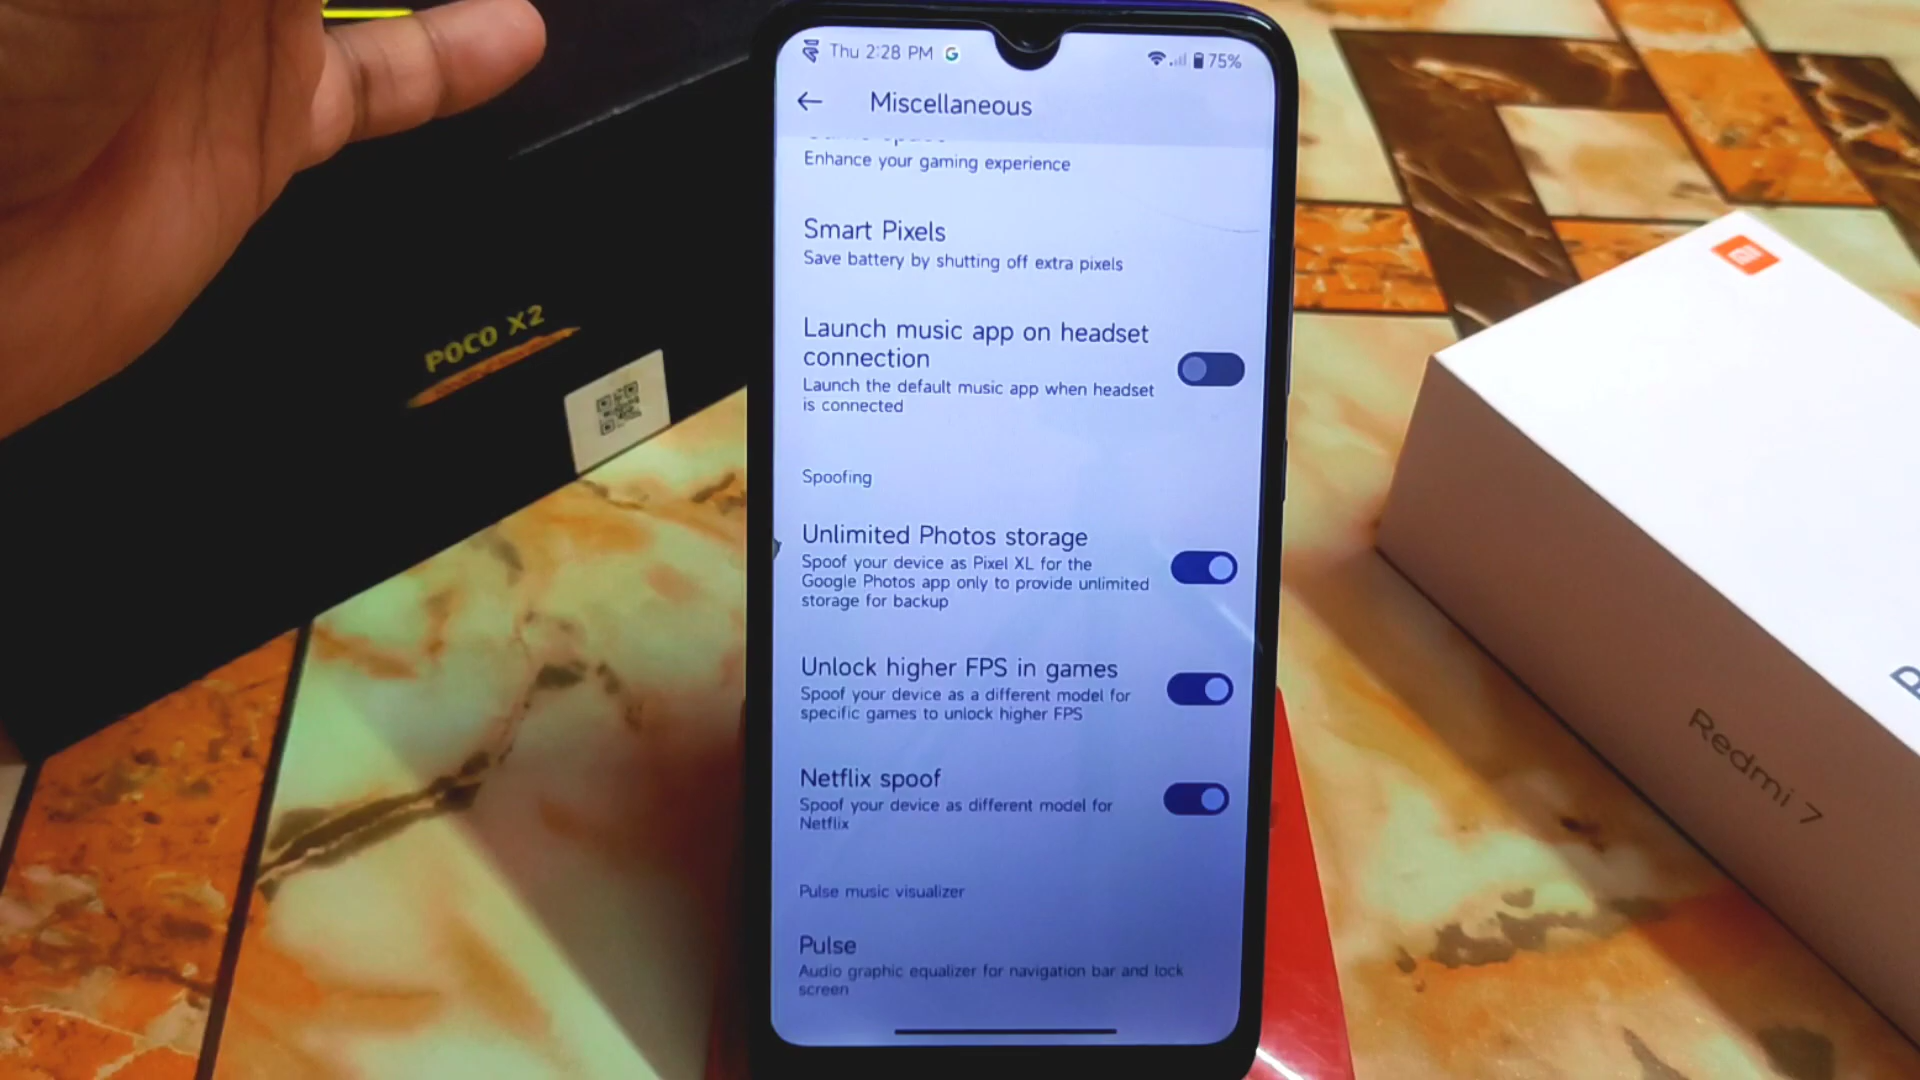 Thu 2:28 PM G
75%
Miscellaneous
Enhance your gaming experience
Smart Pixels
Save battery by shutting off extra pixels
Launch music app on headset
connection
Launch the default music app when headset
is connected
Spoofing
Unlimited Photos storage
Spoof your device as Pixel XL for the
Google Photos app only to provide unlimited
storage for backup
Unlock higher FPS in games
Spoof your device as a different model for
specific games to unlock higher FPS
Netflix spoof
Spoof your device as different model for
Netflix
Pulse music visualizer
Pulse
Audio graphic equalizer for navigation bar and lock
screen
POCO X2
mi
Redmi 7